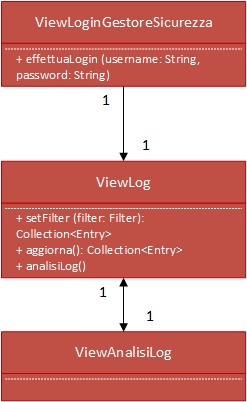 ViewLoginGestoreSicurezza
+ effettuaLogin (username: String,
password: String)
1
1
ViewLog
+ setFilter (filter: Filter):
Collection<Entry>
+ aggiorna(): Collection<Entry>
+ analisiLog()
1
1
ViewAnalisiLog